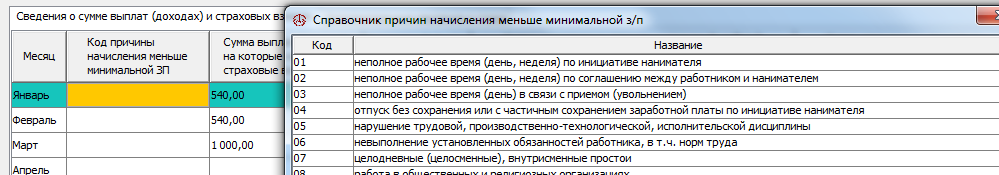 Сведения о сумме выплат (доходах) и страховых вз
Месяц
Код причины
начисления меньше
минимальной ЗП
Сумма выпл
на которые
страховые в
Январь
540,00
Февраль
540,00
Март
1 000,00
Апрель
Справочник причин начисления меньше минимальной з/п
Код
Название
01
неполное рабочее время (день, неделя) по инициативе нанимателя
02
неполное рабочее время (день, неделя) по соглашению между работником и нанимателем
03
неполное рабочее время (день) в связи с приемом (увольнением)
04
отпуск без сохранения или с частичным сохранением заработной платы по инициативе нанимателя
05
нарушение трудовой, производственно-технологической, исполнительской дисциплины
06
невыполнение установленных обязанностей работника, в т.ч. норм труда
07
целодневные (целосменные), внутрисменные простои
08
работа в общественных и религиозных организациях